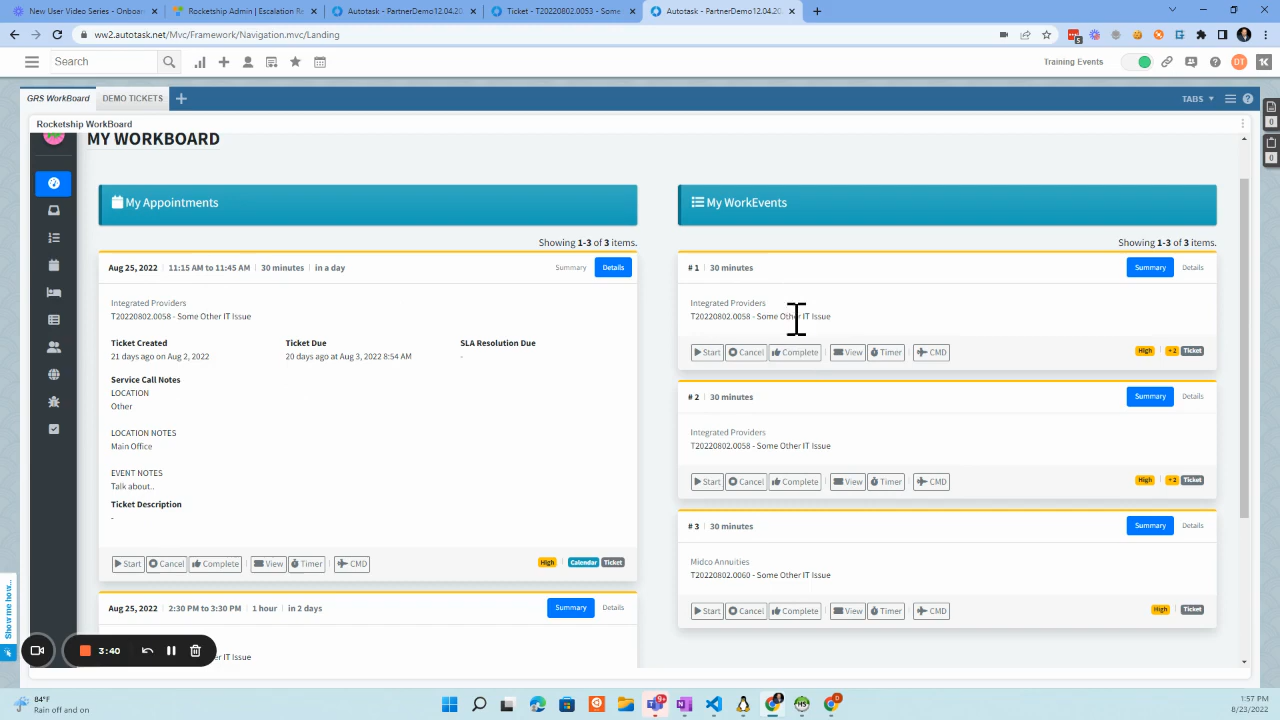 New User Series - Onboa
Rocketship Admin | Escalation Re
Autotask - PartnerDemo12.04.20
Ticket - T20220802.0053 - Some
Autotask - PartnerDemo12.04.20
ww2.autotask.net/Mvc/Framework/Navigation.mvc/Landing
Search
Training Events
DT
GRS WorkBoard
DEMO TICKETS
TABS
Rocketship WorkBoard
0
0
MY WORKBOARD
My Appointments
Showing 1-3 of 3 items.
Aug 25, 2022 | 11:15 AM to 11:45 AM | 30 minutes | in a day
Summary
Details
Integrated Providers
T20220802.0058 - Some Other IT Issue
Ticket Created
Ticket Due
SLA Resolution Due
21 days ago on Aug 2, 2022
20 days at Aug 3, 2022 8:54 AM
-
Service Call Notes
LOCATION
Other
LOCATION NOTES
Main Office
EVENT NOTES
Talk about..
Ticket Description
-
Start
Cancel
Complete
View
Timer
CMD
High
Calendar
Ticket
Aug 25, 2022 | 2:30 PM to 3:30 PM | 1 hour | in 2 days
Summary
Details
er IT Issue
My WorkEvents
Showing 1-3 of 3 items.
# 1 | 30 minutes
Summary
Details
Integrated Providers
T20220802.0058 - Some Other IT Issue
Start
Cancel
Complete
View
Timer
CMD
High
+2
Ticket
# 2 | 30 minutes
Summary
Details
Integrated Providers
T20220802.0058 - Some Other IT Issue
Start
Cancel
Complete
View
Timer
CMD
High
+2
Ticket
# 3 | 30 minutes
Summary
Details
Midco Annuities
T20220802.0060 - Some Other IT Issue
Start
Cancel
Complete
View
Timer
CMD
High
Ticket
Show me how...
3:40
84°F
Rain off and on
9+
1:57 PM
8/23/2022